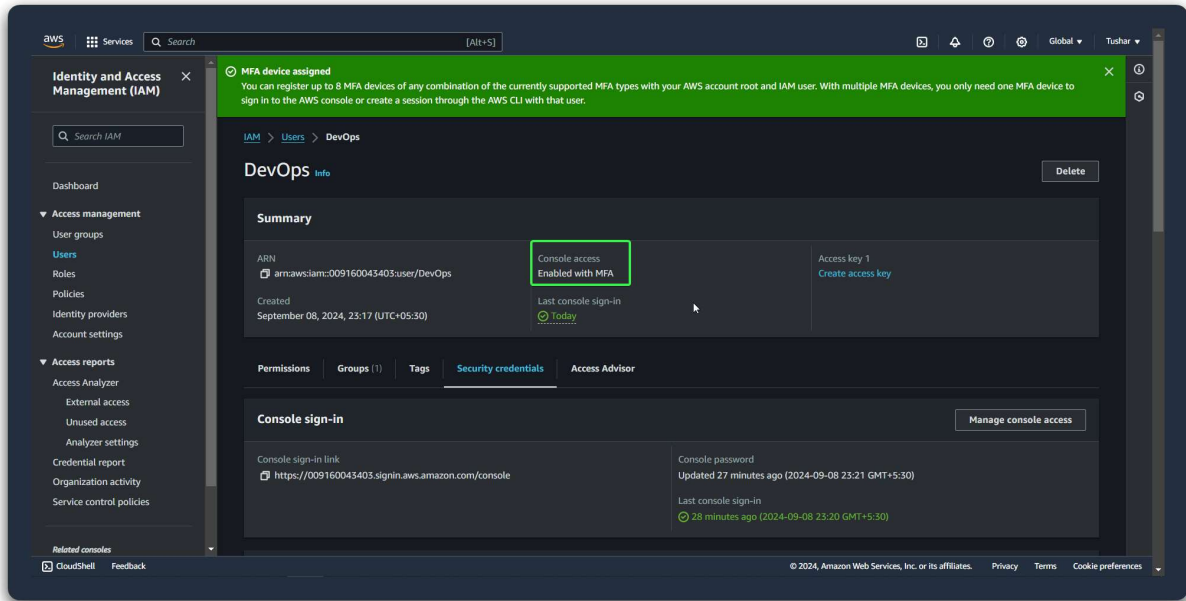 aws
Services
Search
[Alt+S]
Global
Tushar
Identity and Access
Management (IAM)
Search IAM
Dashboard
Access management
User groups
Users
Roles
Policies
Identity providers
Account settings
Access reports
Access Analyzer
External access
Unused access
Analyzer settings
Credential report
Organization activity
Service control policies
Related consoles
MFA device assigned
You can register up to 8 MFA devices of any combination of the currently supported MFA types with your AWS account root and IAM user. With multiple MFA devices, you only need one MFA device to
sign in to the AWS console or create a session through the AWS CLI with that user.
IAM > Users > DevOps
DevOps Info
Delete
Summary
ARN
arn:aws:iam::009160043403:user/DevOps
Created
September 08, 2024, 23:17 (UTC+05:30)
Console access
Enabled with MFA
Last console sign-in
Today
Access key 1
Create access key
Permissions
Groups (1)
Tags
Security credentials
Access Advisor
Console sign-in
Manage console access
Console sign-in link
https://009160043403.signin.aws.amazon.com/console
Console password
Updated 27 minutes ago (2024-09-08 23:21 GMT+5:30)
Last console sign-in
28 minutes ago (2024-09-08 23:20 GMT+5:30)
CloudShell
Feedback
© 2024, Amazon Web Services, Inc. or its affiliates.
Privacy
Terms
Cookie preferences